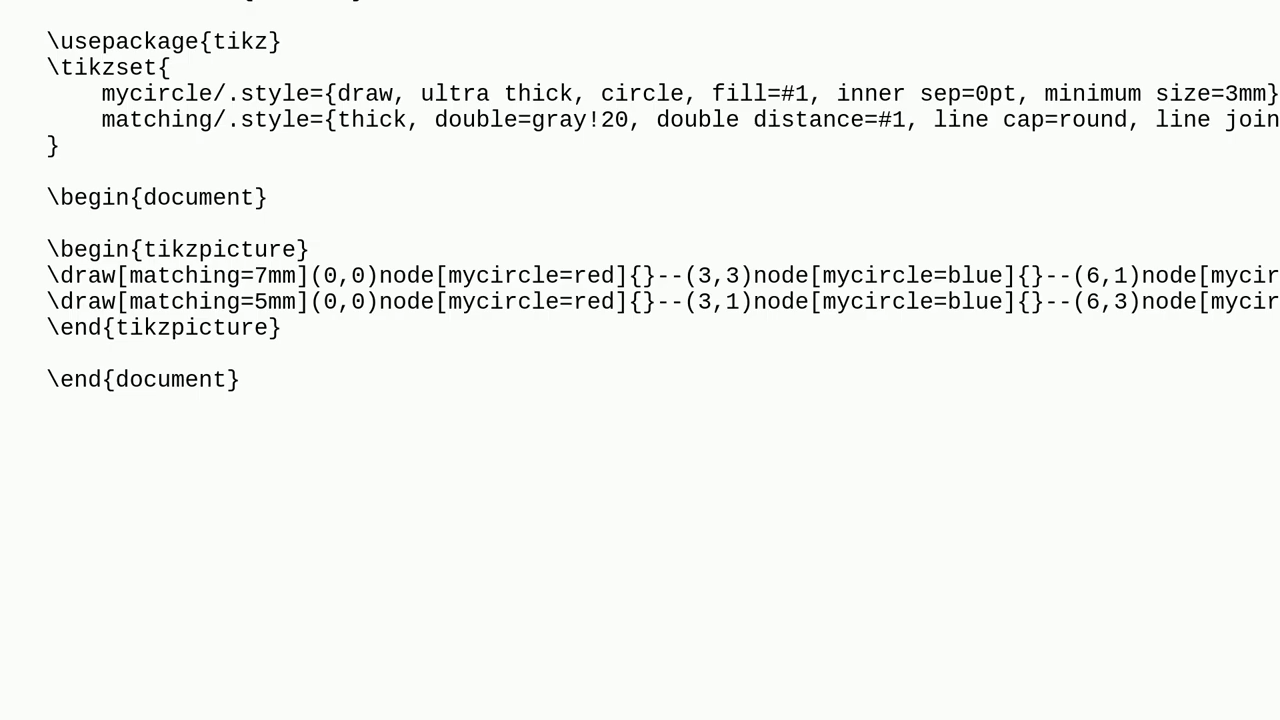 \usepackage{tikz}
\tikzset{
    mycircle/.style={draw, ultra thick, circle, fill=#1, inner sep=0pt, minimum size=3mm}
    matching/.style={thick, double=gray!20, double distance=#1, line cap=round, line join
}
\begin{document}
\begin{tikzpicture}
\draw[matching=7mm](0,0)node[mycircle=red]{}--(3,3)node[mycircle=blue]{}--(6,1)node[mycir
\draw[matching=5mm](0,0)node[mycircle=red]{}--(3,1)node[mycircle=blue]{}--(6,3)node[mycir
\end{tikzpicture}
\end{document}